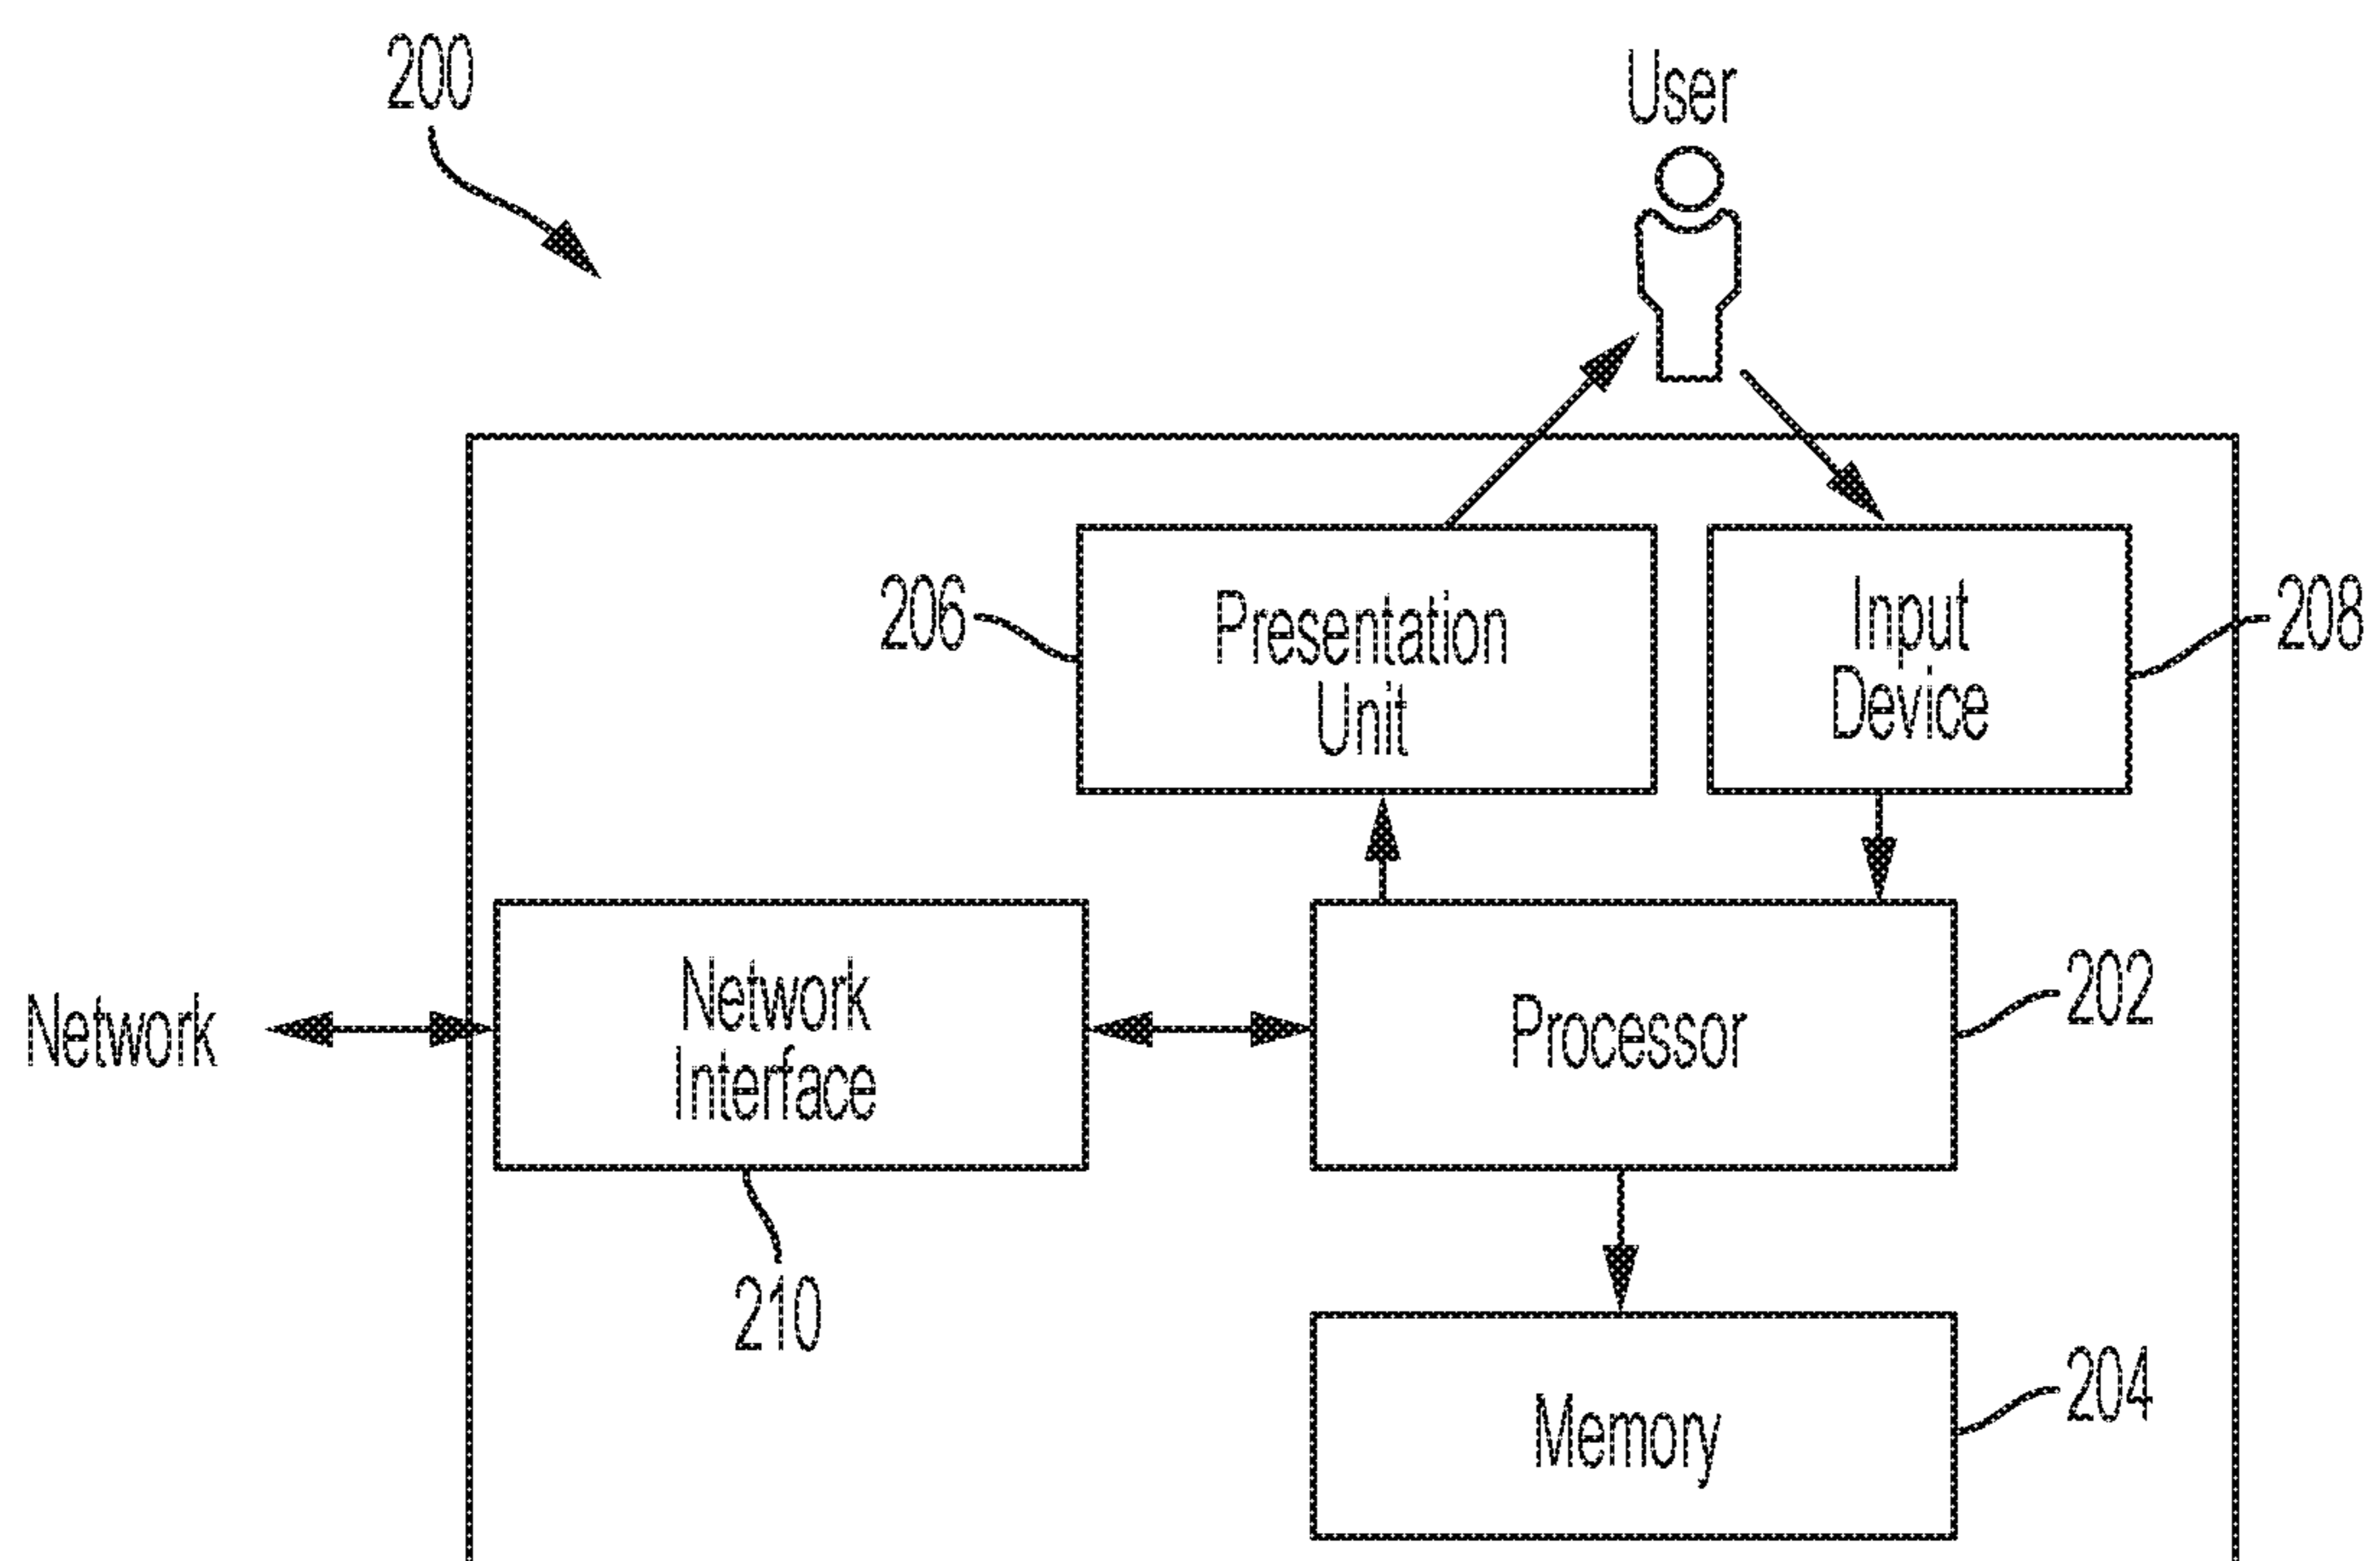 200
User
206
Presentation
Unit
Input
Device
208
Network
Network
Interface
Processor
202
210
Memory
204